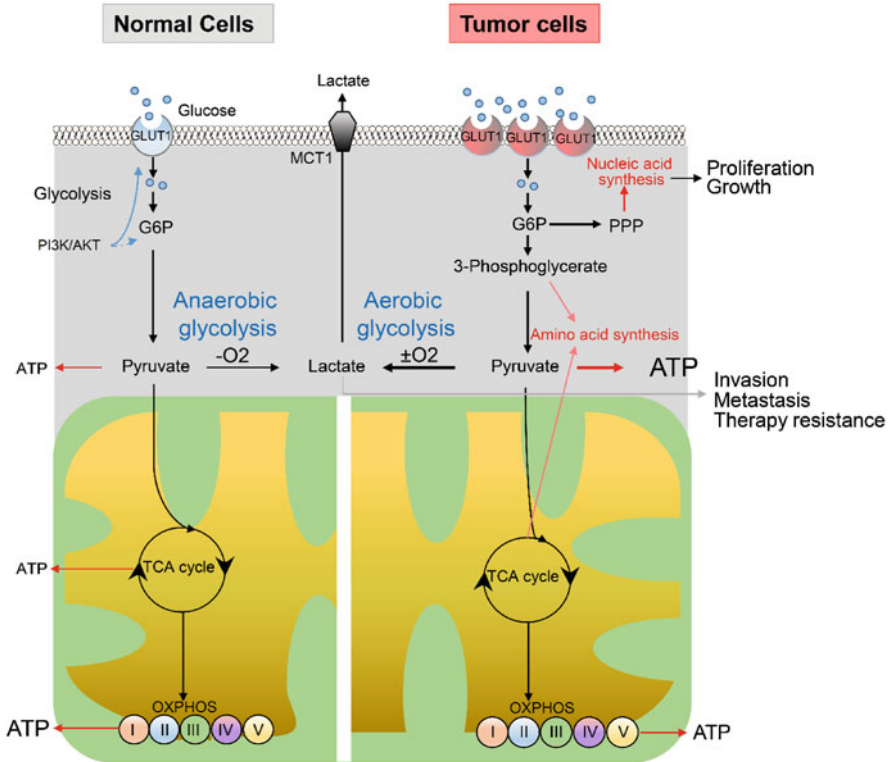 Normal Cells
Tumor cells
Lactate
Glucose
GLUT1
GLUT1
GLUT1
GLUT1
MCT1
Nucleic acid
synthesis
Proliferation
Growth
Glycolysis
G6P
PI3K/AKT
G6P
PPP
3-Phosphoglycerate
Anaerobic
glycolysis
Aerobic
glycolysis
Amino acid synthesis
ATP
Pyruvate
-O2
Lactate
±O2
Pyruvate
ATP
Invasion
Metastasis
Therapy resistance
ATP
TCA cycle
TCA cycle
OXPHOS
OXPHOS
ATP
I
II
III
IV
V
I
II
III
IV
V
ATP